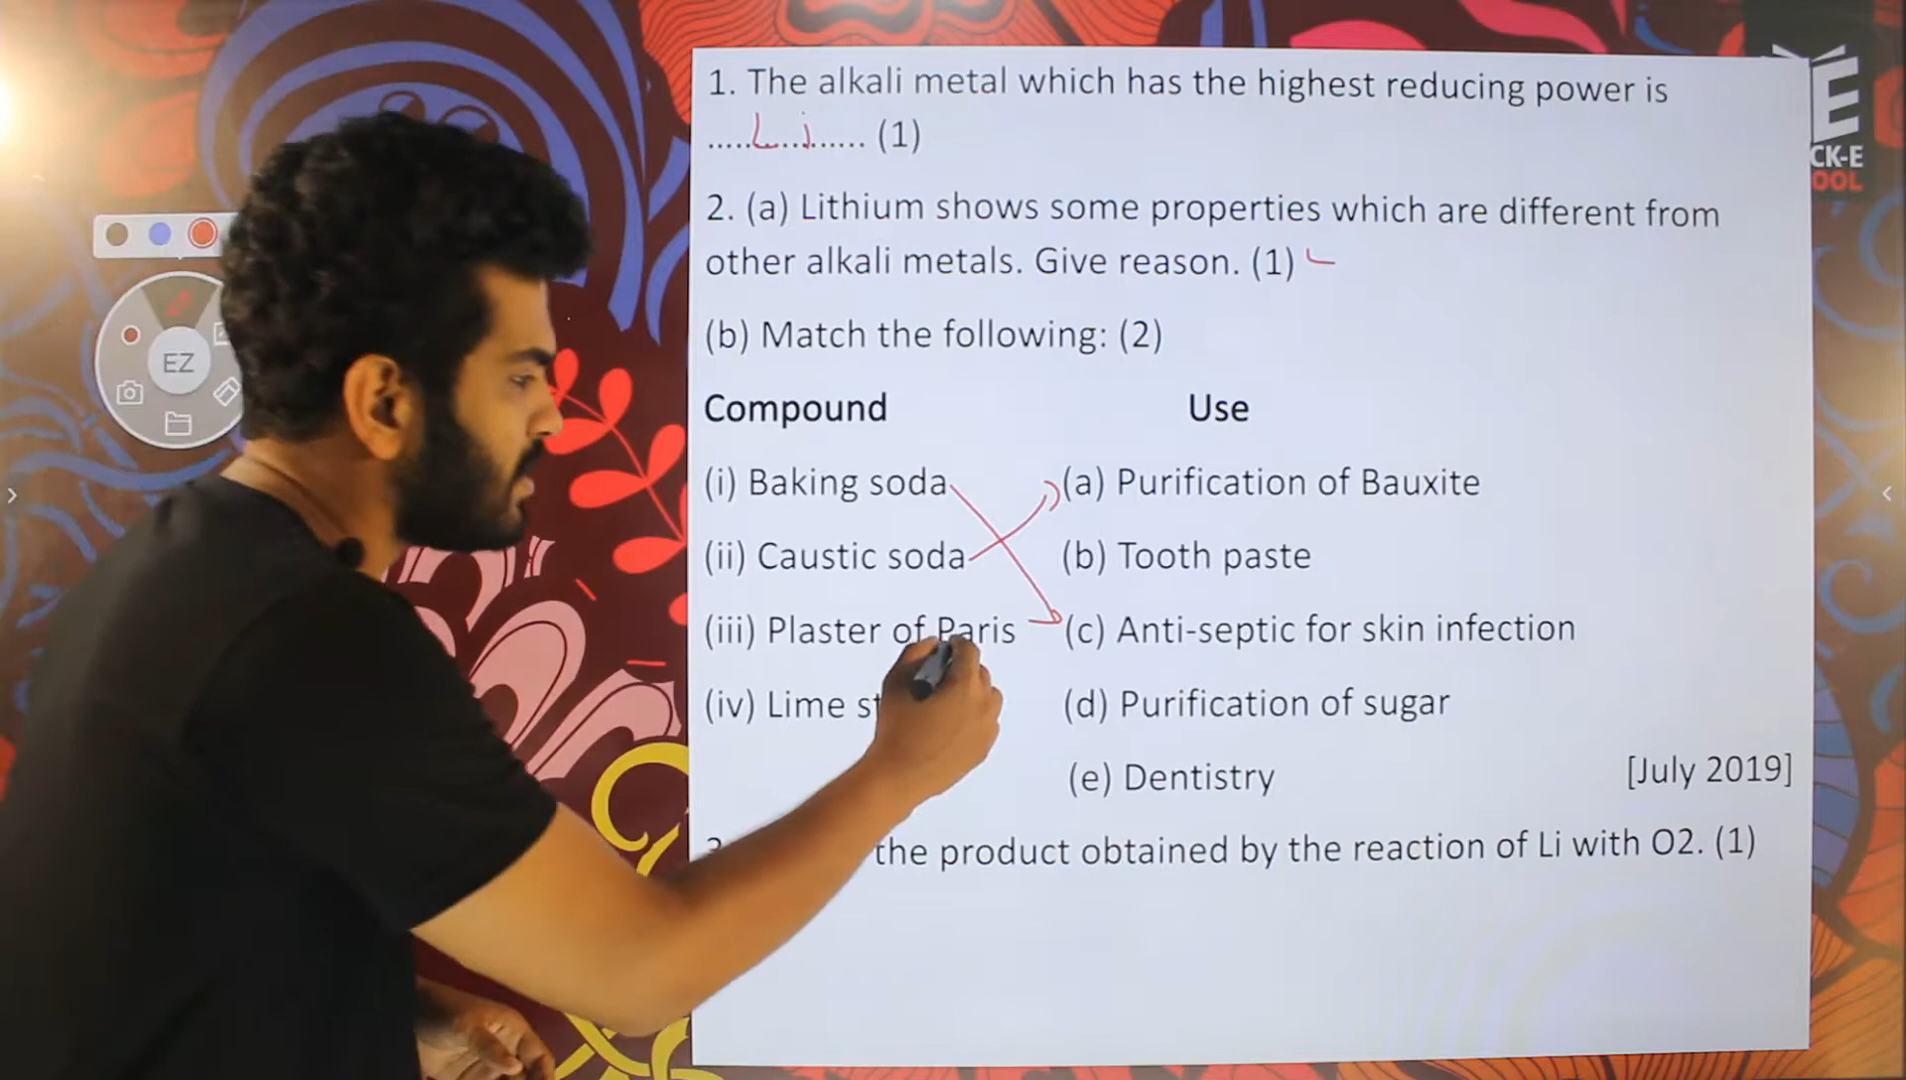 1. The alkali metal which has the highest reducing power is
.....Li...... (1)
2. (a) Lithium shows some properties which are different from
other alkali metals. Give reason. (1)
(b) Match the following: (2)
Compound Use
(i) Baking soda (a) Purification of Bauxite
(ii) Caustic soda (b) Tooth paste
(iii) Plaster of Paris (c) Anti-septic for skin infection
(iv) Lime (d) Purification of sugar
(e) Dentistry [July 2019]
the product obtained by the reaction of Li with O2. (1)
EZ
E
CK-E
OOL